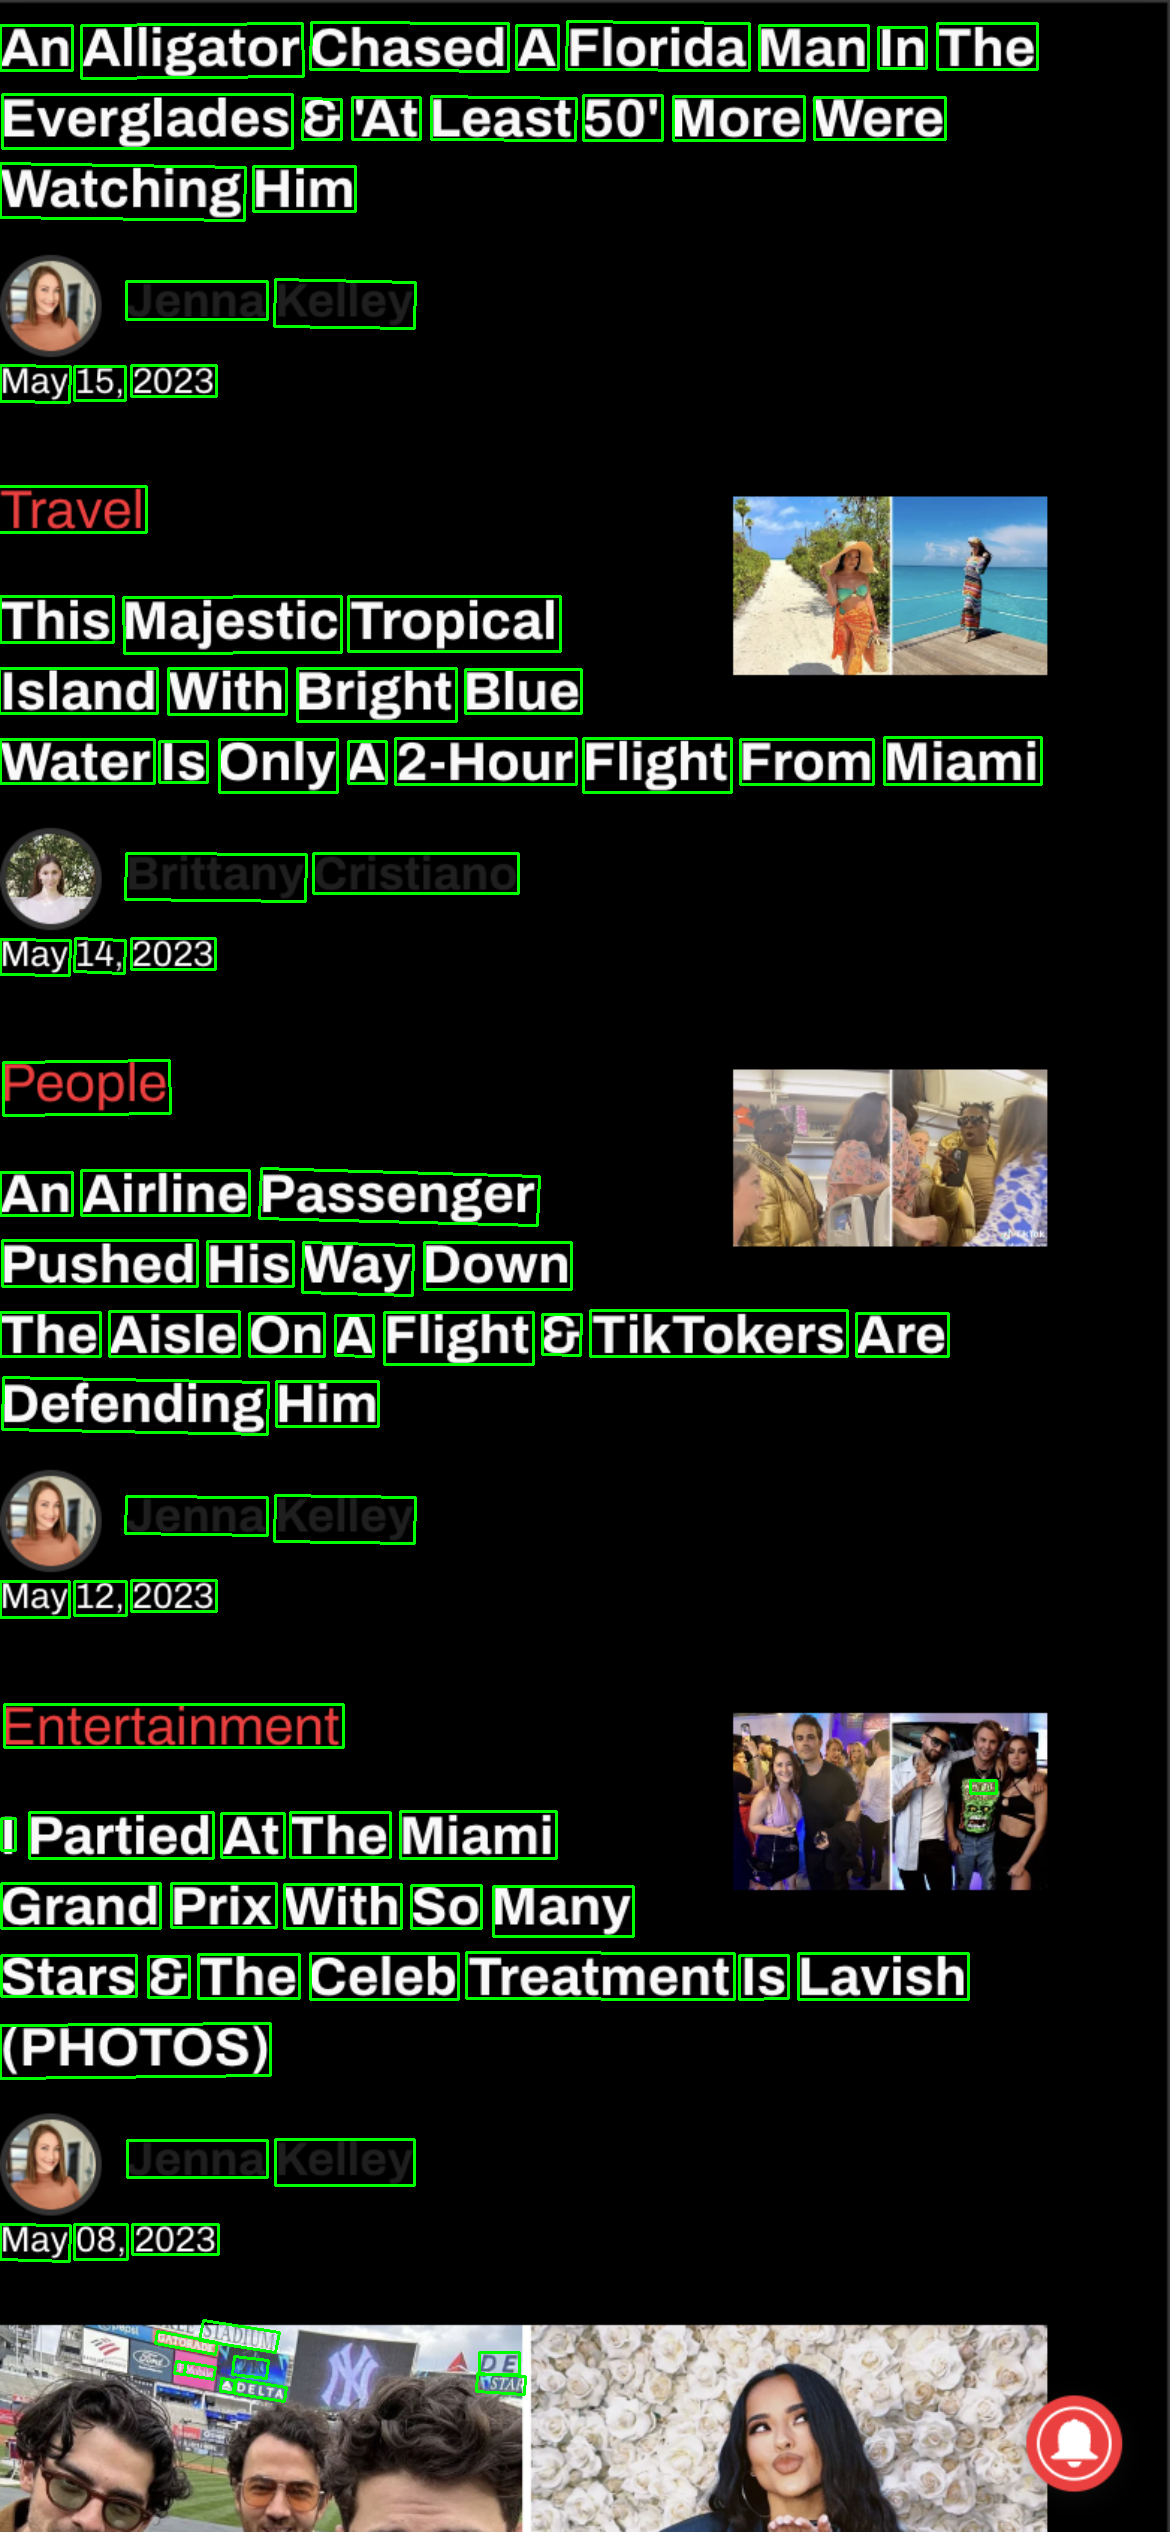 An Alligator Chased A Florida Man In The
Everglades & 'At Least 50' More Were
Watching Him
Jenna Kelley
May 15, 2023
Travel
This Majestic Tropical
Island With Bright Blue
Water Is Only A 2-Hour Flight From Miami
Brittany Cristiano
May 14, 2023
People
An Airline Passenger
Pushed His Way Down
The Aisle On A Flight & TikTokers Are
Defending Him
Jenna Kelley
May 12, 2023
Entertainment
I Partied At The Miami
Grand Prix With So Many
Stars & The Celeb Treatment Is Lavish
(PHOTOS)
Jenna Kelley
May 08, 2023
pepsi
STADIUM
GATORADE
Ford
T Mobile
DELTA
NY
DE
STAR